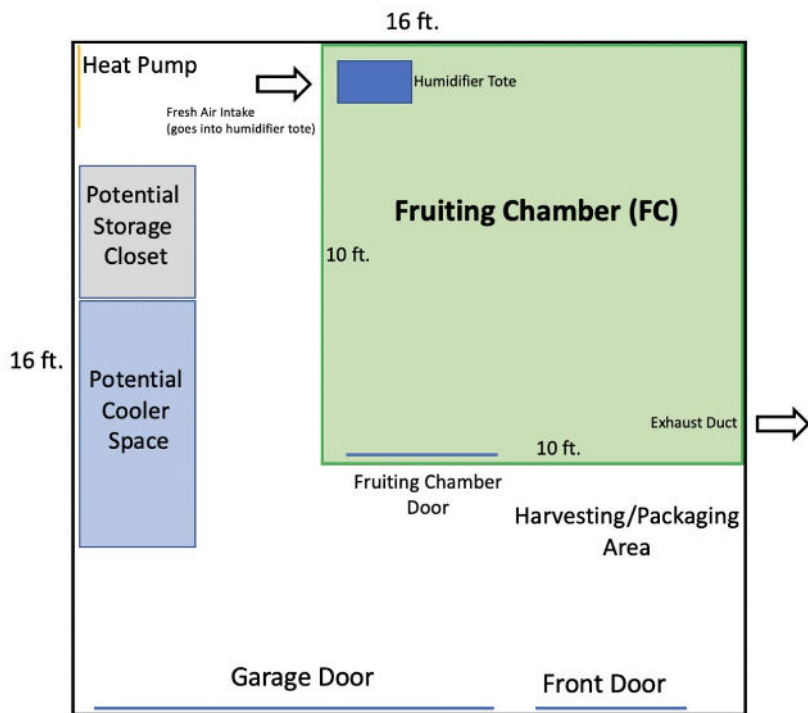 16 ft.
Heat Pump
Fresh Air Intake
(goes into humidifier tote)
Humidifier Tote
Potential
Storage
Closet
Fruiting Chamber (FC)
10 ft.
16 ft.
Potential
Cooler
Space
Exhaust Duct
10 ft.
Fruiting Chamber
Door
Harvesting/Packaging
Area
Garage Door
Front Door